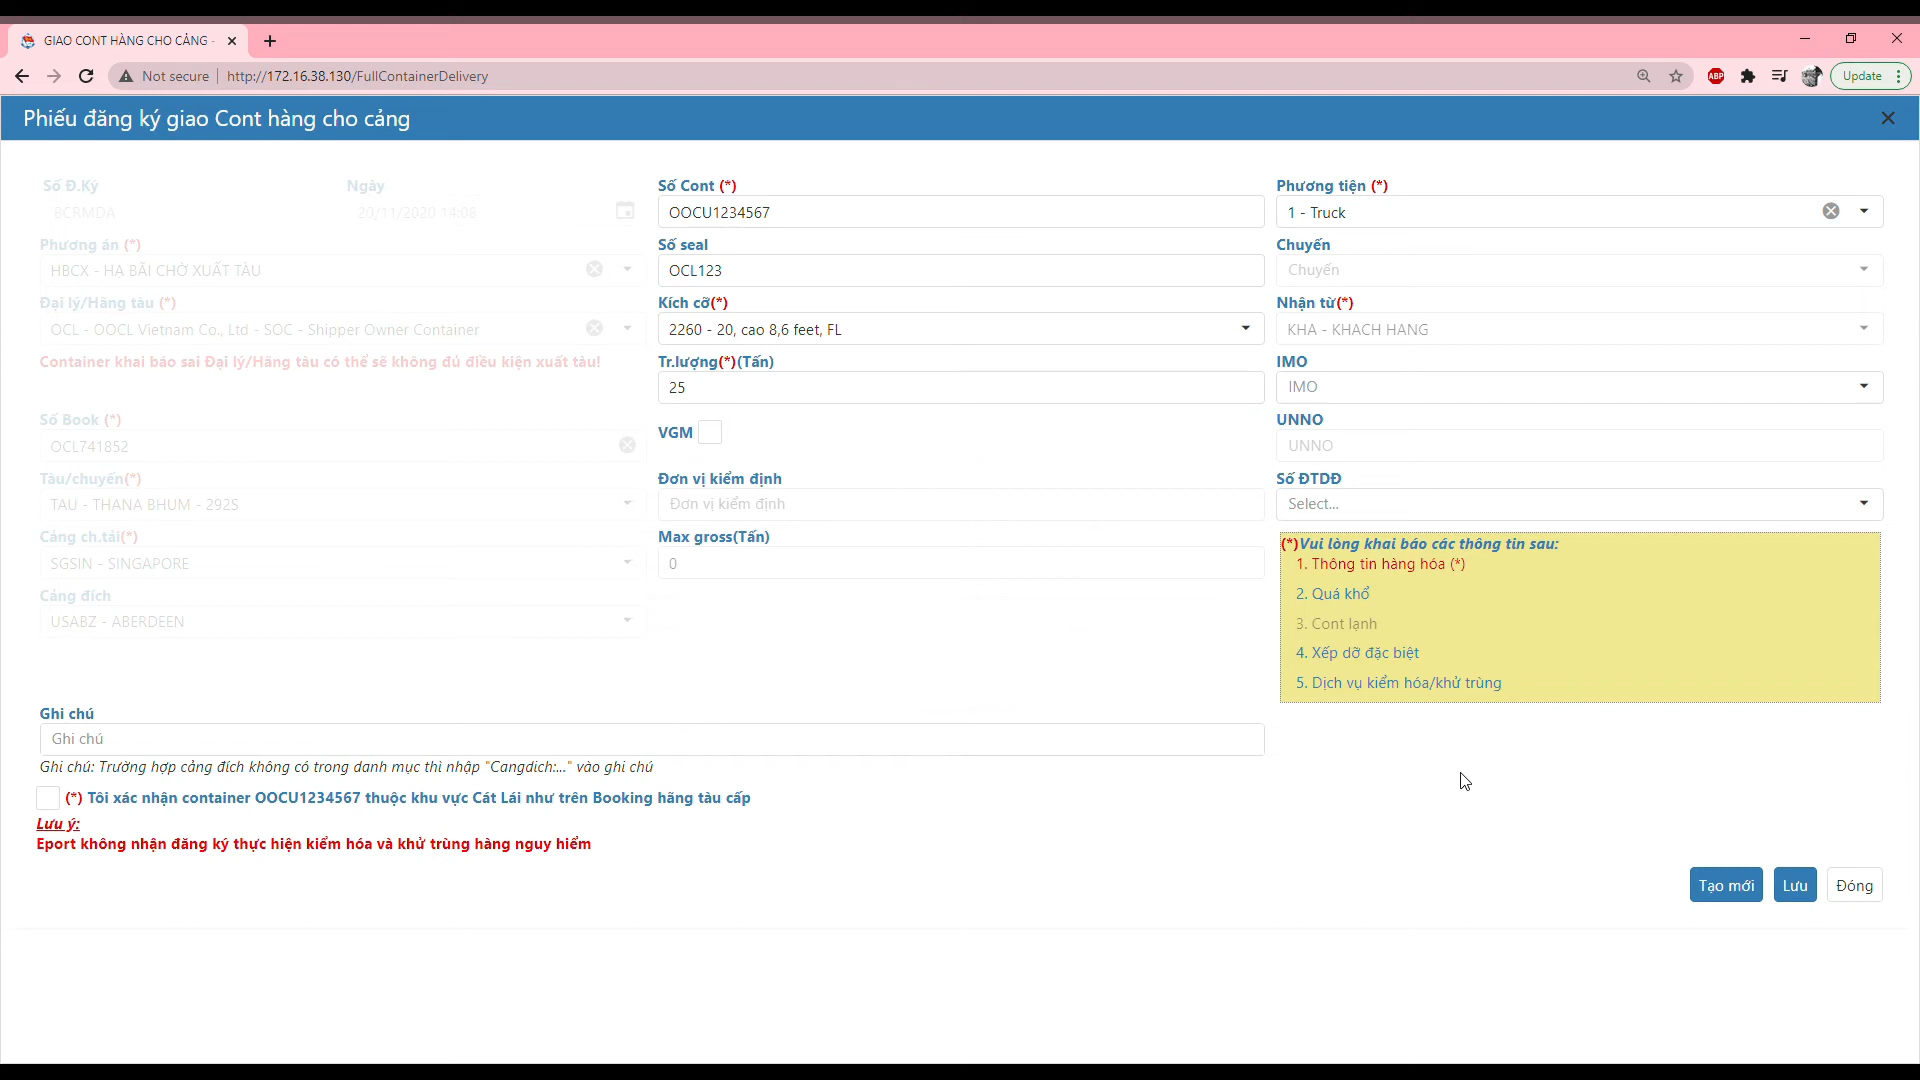 GIAO CONT HÀNG CHO CẢNG -
Not secure
http://172.16.38.130/FullContainerDelivery
ABP
Update
Phiếu đăng ký giao Cont hàng cho cảng
Số Đ.Ký
Ngày
BCRMDA
20/11/2020 14:08
Phương án (*)
HBCX - HẠ BÃI CHỜ XUẤT TÀU
Đại lý/Hãng tàu (*)
OCL - OOCL Vietnam Co., Ltd - SOC - Shipper Owner Container
Container khai báo sai Đại lý/Hãng tàu có thể sẽ không đủ điều kiện xuất tàu!
Số Book (*)
OCL741852
Tàu/chuyến(*)
TAU - THANA BHUM - 292S
Cảng ch.tải(*)
SGSIN - SINGAPORE
Cảng đích
USABZ - ABERDEEN
Số Cont (*)
OOCU1234567
Số seal
OCL123
Kích cỡ(*)
2260 - 20, cao 8,6 feet, FL
Tr.lượng(*)(Tấn)
25
VGM
Đơn vị kiểm định
Đơn vị kiểm định
Max gross(Tấn)
0
Phương tiện (*)
1 - Truck
Chuyến
Chuyến
Nhận từ(*)
KHA - KHACH HANG
IMO
IMO
UNNO
UNNO
Số ĐTDĐ
Select...
(*)Vui lòng khai báo các thông tin sau:
1. Thông tin hàng hóa (*)
2. Quá khổ
3. Cont lạnh
4. Xếp dỡ đặc biệt
5. Dịch vụ kiểm hóa/khử trùng
Ghi chú
Ghi chú
Ghi chú: Trường hợp cảng đích không có trong danh mục thì nhập "Cangdich:..." vào ghi chú
(*) Tôi xác nhận container OOCU1234567 thuộc khu vực Cát Lái như trên Booking hãng tàu cấp
Lưu ý:
Eport không nhận đăng ký thực hiện kiểm hóa và khử trùng hàng nguy hiểm
Tạo mới
Lưu
Đóng